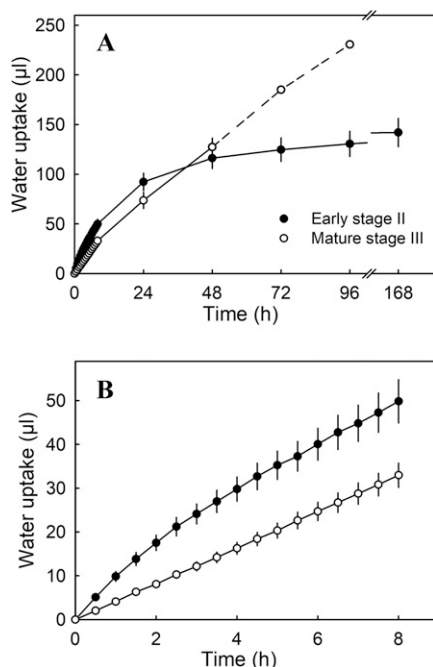 A
Water uptake (µl)
250
200
150
100
50
0
Early stage II
Mature stage III
0 24 48 72 96 168
Time (h)
B
Water uptake (µl)
50
40
30
20
10
0
0 2 4 6 8
Time (h)